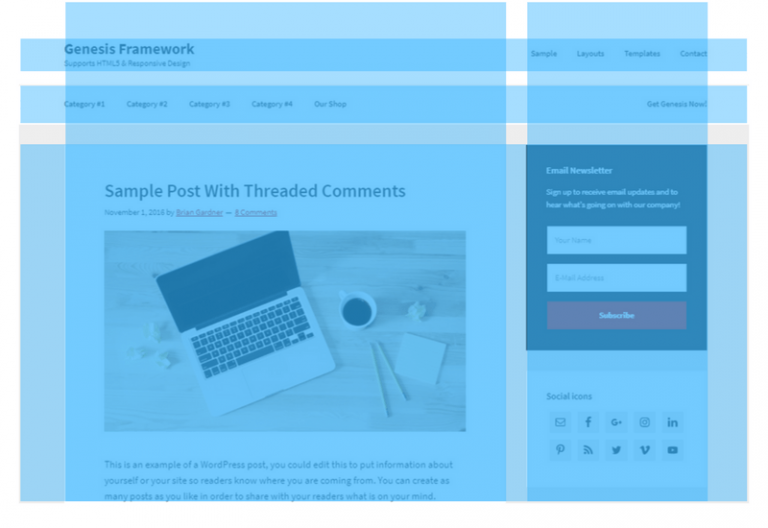 Genesis Framework
Supports HTML5 & Responsive Design
Sample Layouts Templates Contact
Category #1 Category #2 Category #3 Category #4 Our Shop Get Genesis Now!
Sample Post With Threaded Comments
November 1, 2016 by Brian Gardner — 8 Comments
This is an example of a WordPress post, you could edit this to put information about
yourself or your site so readers know where you are coming from. You can create as
many posts as you like in order to share with your readers what is on your mind.
Email Newsletter
Sign up to receive email updates and to
hear what's going on with our company!
Your Name
E-Mail Address
Subscribe
Social Icons